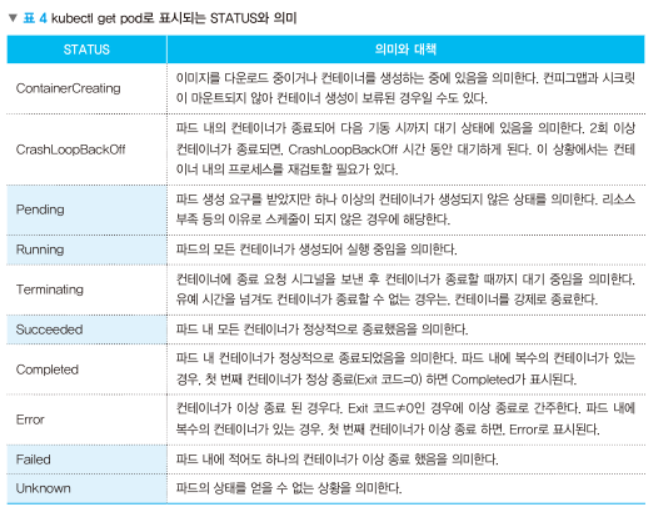 ▼ 표 4 kubectl get pod로 표시되는 STATUS와 의미
STATUS
의미와 대책
ContainerCreating
이미지를 다운로드 중이거나 컨테이너를 생성하는 중에 있음을 의미한다. 컨피그맵과 시크릿
이 마운트되지 않아 컨테이너 생성이 보류된 경우일 수도 있다.
CrashLoopBackOff
파드 내의 컨테이너가 종료되어 다음 기동 시까지 대기 상태에 있음을 의미한다. 2회 이상
컨테이너가 종료되면, CrashLoopBackOff 시간 동안 대기하게 된다. 이 상황에서는 컨테
이너 내의 프로세스를 재검토할 필요가 있다.
Pending
파드 생성 요구를 받았지만 하나 이상의 컨테이너가 생성되지 않은 상태를 의미한다. 리소스
부족 등의 이유로 스케줄이 되지 않은 경우에 해당한다.
Running
파드의 모든 컨테이너가 생성되어 실행 중임을 의미한다.
Terminating
컨테이너에 종료 요청 시그널을 보낸 후 컨테이너가 종료할 때까지 대기 중임을 의미한다.
유예 시간을 넘겨도 컨테이너가 종료할 수 없는 경우는, 컨테이너를 강제로 종료한다.
Succeeded
파드 내 모든 컨테이너가 정상적으로 종료했음을 의미한다.
Completed
파드 내 컨테이너가 정상적으로 종료되었음을 의미한다. 파드 내에 복수의 컨테이너가 있는
경우, 첫 번째 컨테이너가 정상 종료(Exit 코드=0) 하면 Completed가 표시된다.
Error
컨테이너가 이상 종료 된 경우다. Exit 코드≠0인 경우에 이상 종료로 간주한다. 파드 내에
복수의 컨테이너가 있는 경우, 첫 번째 컨테이너가 이상 종료 하면, Error로 표시된다.
Failed
파드 내에 적어도 하나의 컨테이너가 이상 종료 했음을 의미한다.
Unknown
파드의 상태를 얻을 수 없는 상황을 의미한다.